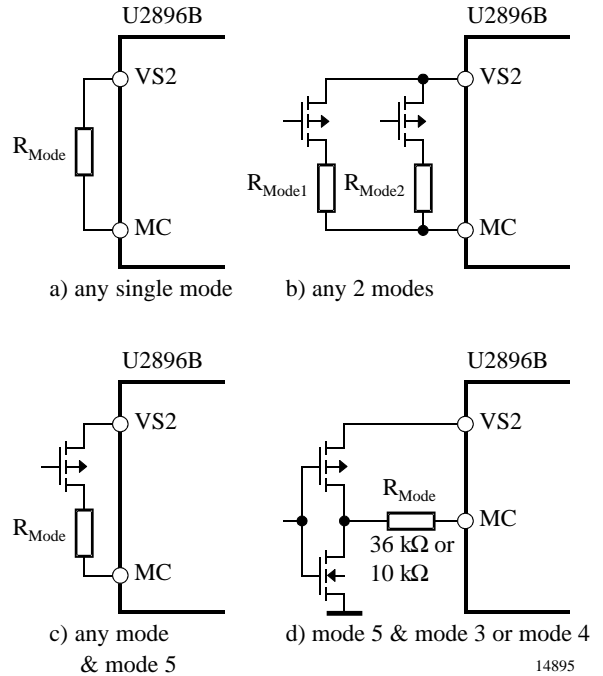 U2896B
VS2
R_Mode
MC
a) any single mode
U2896B
VS2
R_Mode1
R_Mode2
MC
b) any 2 modes
U2896B
VS2
R_Mode
MC
c) any mode
& mode 5
U2896B
VS2
R_Mode
MC
36 kΩ or
10 kΩ
d) mode 5 & mode 3 or mode 4
14895